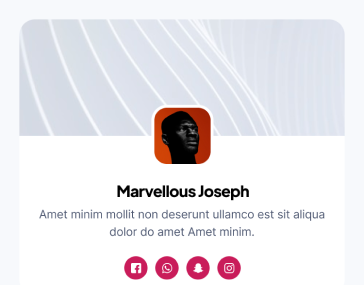 Marvellous Joseph
Amet minim mollit non deserunt ullamco est sit aliqua
dolor do amet Amet minim.